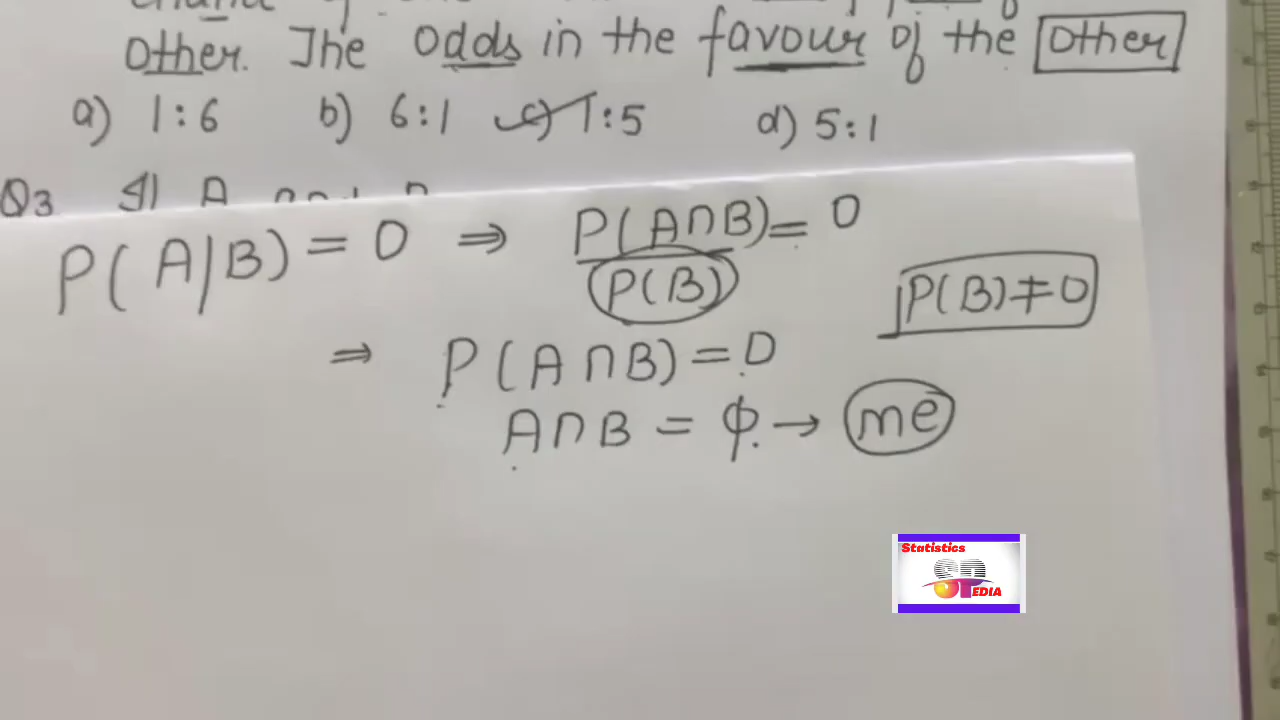 other. The odds in the favour of the other
a) 1:6 b) 6:1 c) 1:5 d) 5:1
Q3
P(A|B) = 0 ⇒ P(A∩B)/P(B) = 0
P(B)≠0
⇒ P(A∩B) = 0
A∩B = φ → me
Statistics
PEDIA